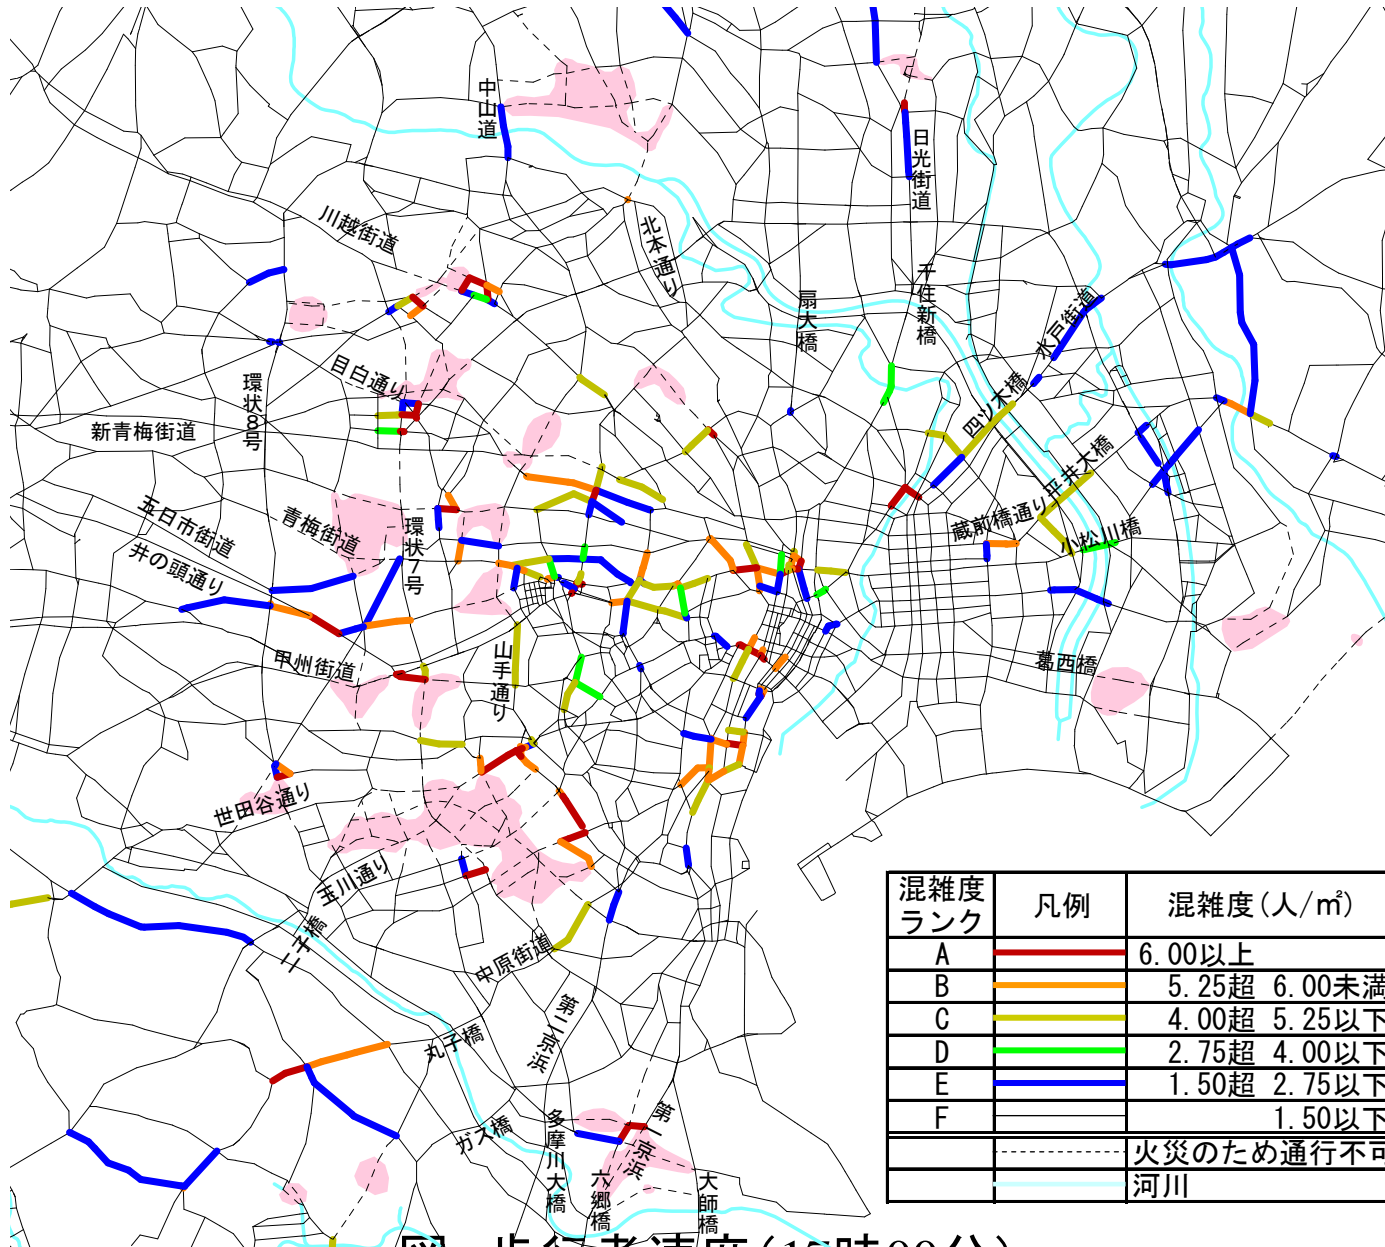 中山道
日光街道
川越街道
北本通り
千住新橋
扇大橋
水戸街道
目白通り
環状8号
四ツ木橋
新青梅街道
平井大橋
五日市街道
青梅街道
環状7号
蔵前橋通り
小松川橋
井の頭通り
甲州街道
山手通り
葛西橋
世田谷通り
玉川通り
二子橋
中原街道
第二京浜
丸子橋
ガス橋
多摩川大橋
六郷橋
第一京浜
大師橋
混雑度ランク 凡例 混雑度(人/㎡)
A 6.00以上
B 5.25超 6.00未満
C 4.00超 5.25以下
D 2.75超 4.00以下
E 1.50超 2.75以下
F 1.50以下
火災のため通行不可
河川